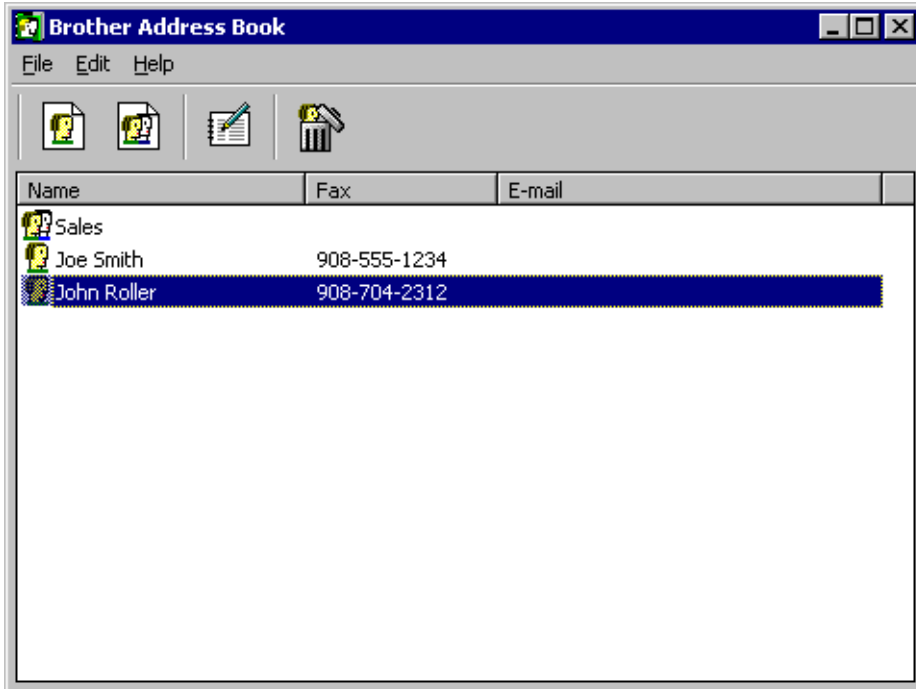 Brother Address Book
File Edit Help
Name Fax E-mail
Sales
Joe Smith 908-555-1234
John Roller 908-704-2312